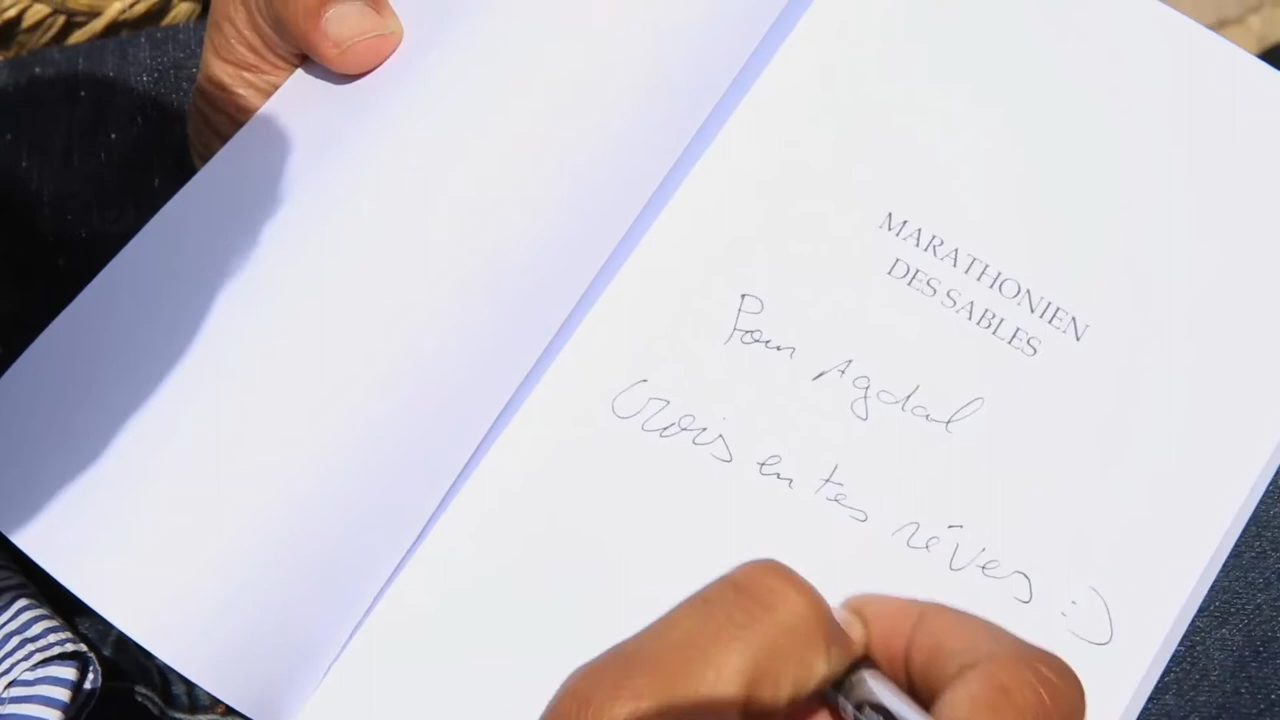 MARATHONIEN
DES SABLES
Pour Agdal
Crois en tes rêves :)